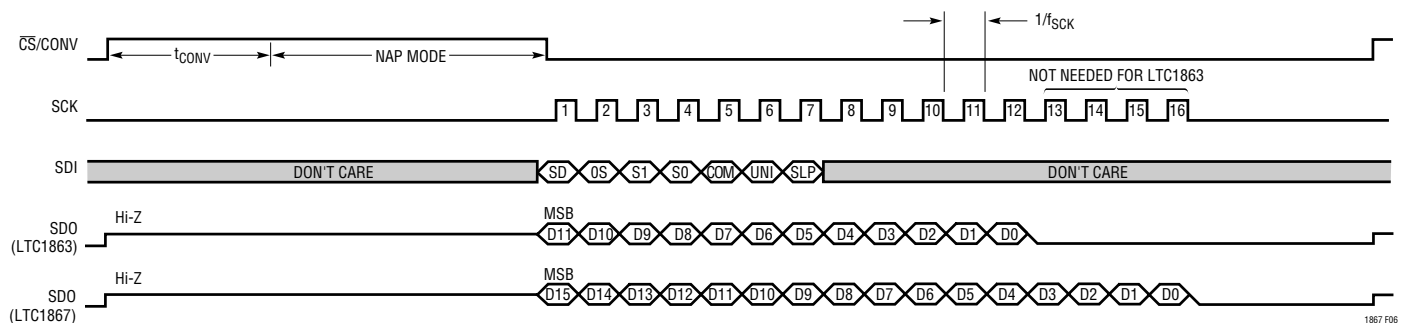 1/fSCK
CS/CONV
tCONV
NAP MODE
NOT NEEDED FOR LTC1863
SCK
1 2 3 4 5 6 7 8 9 10 11 12 13 14 15 16
SDI
DON'T CARE
SD 0S S1 S0 COM UNI SLP
DON'T CARE
Hi-Z
MSB
SDO
(LTC1863)
D11 D10 D9 D8 D7 D6 D5 D4 D3 D2 D1 D0
Hi-Z
MSB
SDO
(LTC1867)
D15 D14 D13 D12 D11 D10 D9 D8 D7 D6 D5 D4 D3 D2 D1 D0
1867 F06